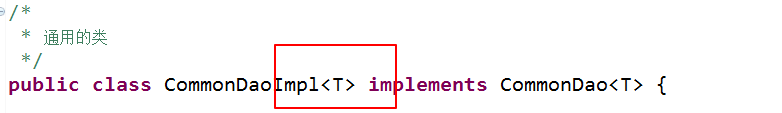 /*
* 通用的类
*/
public class CommonDaoImpl<T> implements CommonDao<T> {